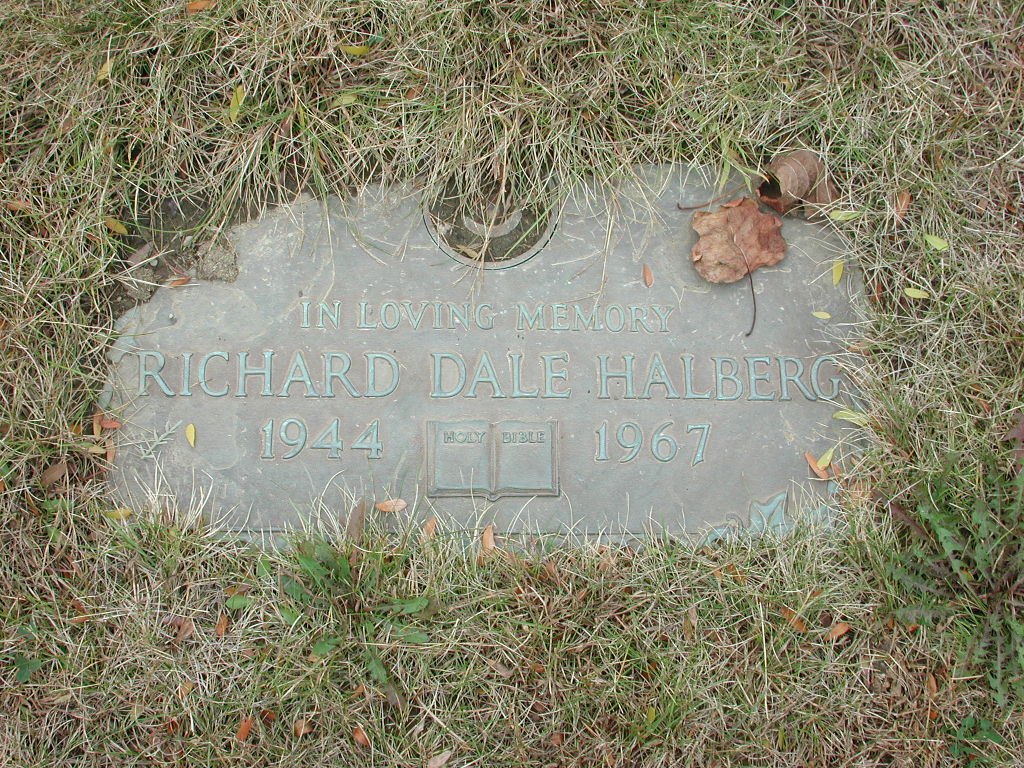 IN LOVING MEMORY
RICHARD DALE HALBERG
1944 HOLY BIBLE 1967